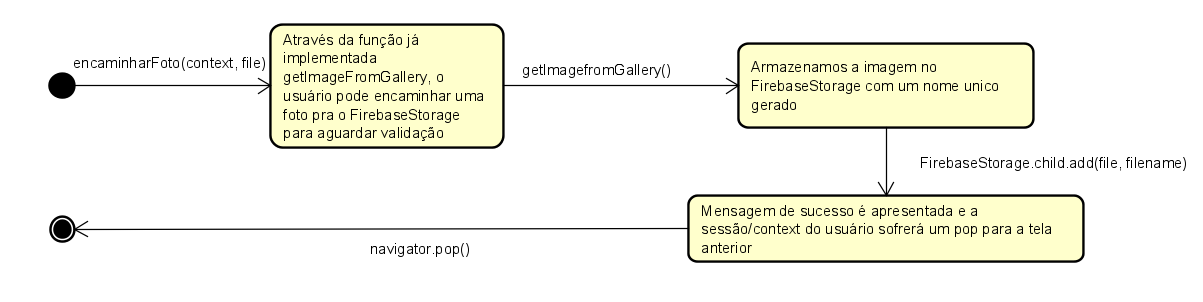 encaminharFoto(context, file)
Através da função já
implementada
getImageFromGallery, o
usuário pode encaminhar uma
foto pra o FirebaseStorage
para aguardar validação
getImagefromGallery()
Armazenamos a imagem no
FirebaseStorage com um nome unico
gerado
FirebaseStorage.child.add(file, filename)
Mensagem de sucesso é apresentada e a
sessão/context do usuário sofrerá um pop para a tela
anterior
navigator.pop()